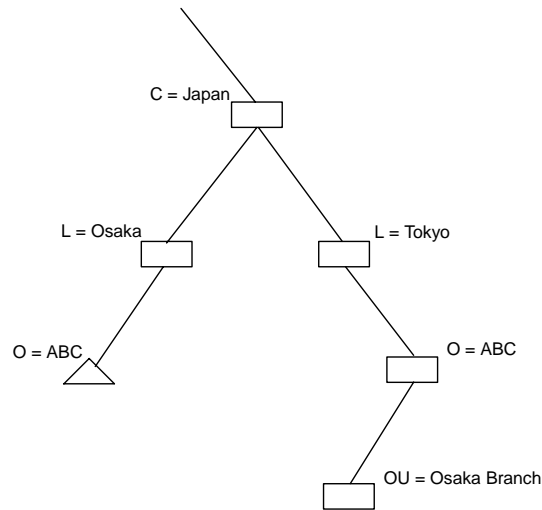 C = Japan
L = Osaka
L = Tokyo
O = ABC
O = ABC
OU = Osaka Branch